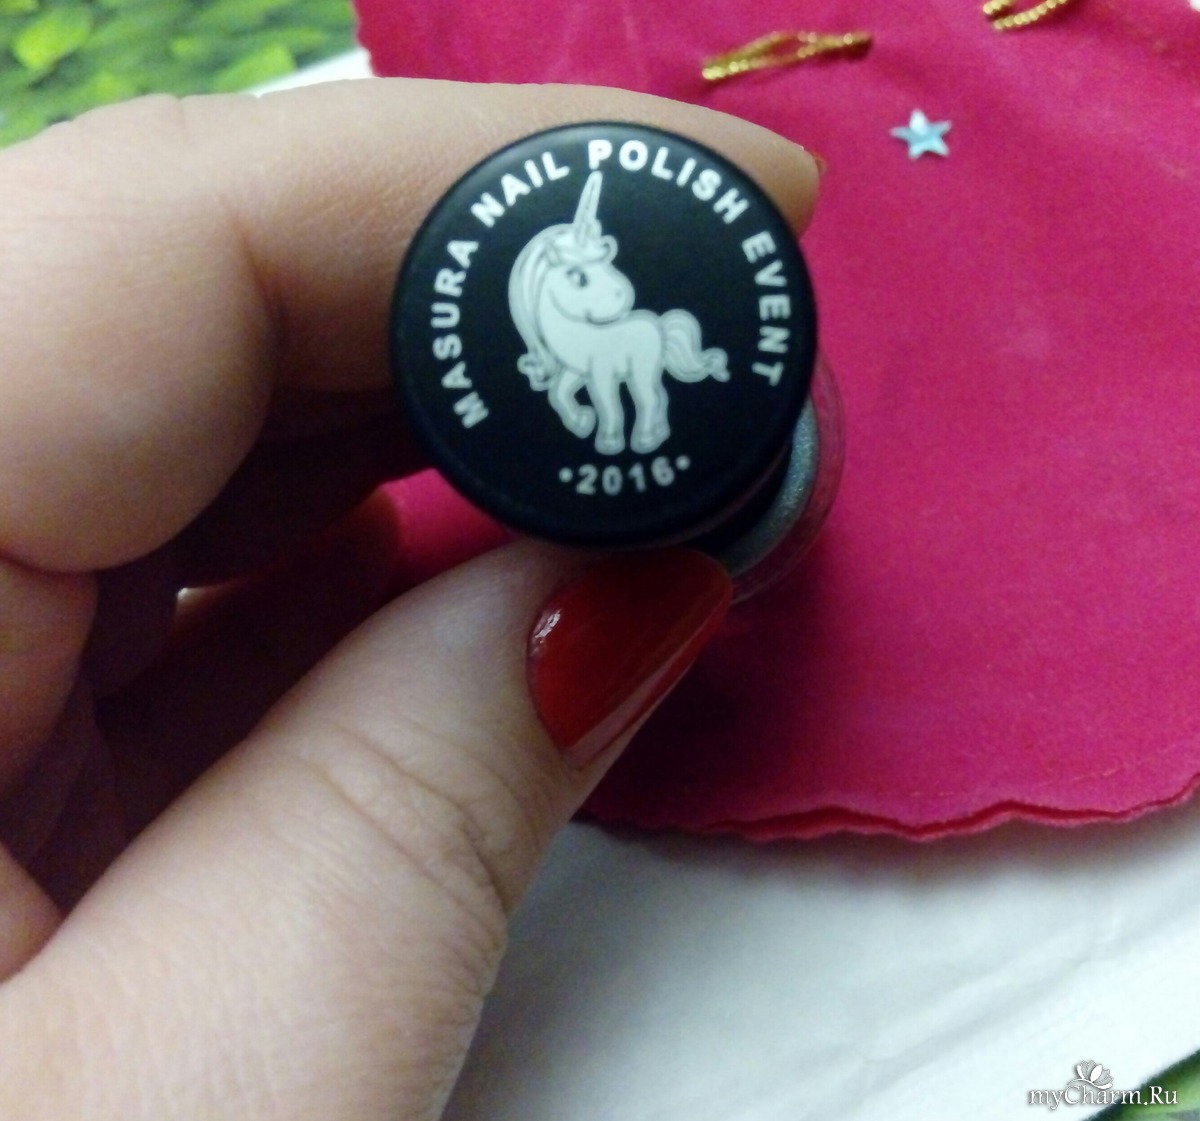 MASURA NAIL POLISH EVENT
•2016•
myCharm.Ru